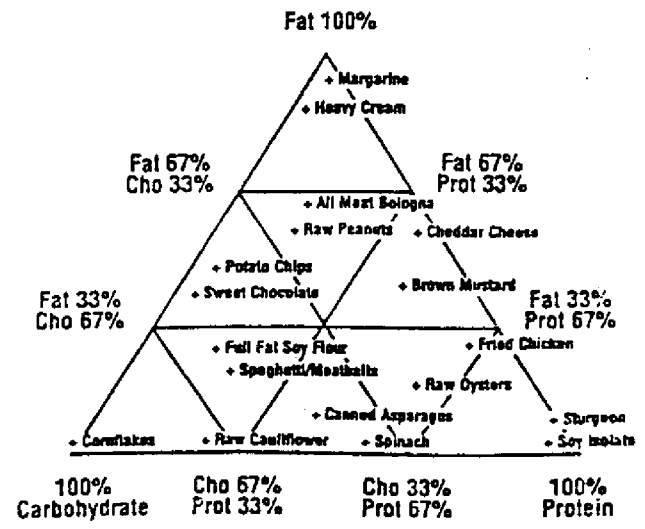 Fat 100%
+ Margarine
+ Heavy Cream
Fat 67%
Cho 33%
Fat 67%
Prot 33%
+ All Meat Bologna
+ Raw Peanuts
+ Cheddar Cheese
+ Potato Chips
+ Sweet Chocolate
+ Brown Mustard
Fat 33%
Cho 67%
Fat 33%
Prot 67%
+ Full Fat Soy Flour
+ Fried Chicken
+ Spaghetti/Meatballs
+ Raw Oysters
+ Canned Asparagus
+ Sturgeon
+ Cornflakes
+ Raw Cauliflower
+ Spinach
+ Soy Isolate
100%
Carbohydrate
Cho 67%
Prot 33%
Cho 33%
Prot 67%
100%
Protein